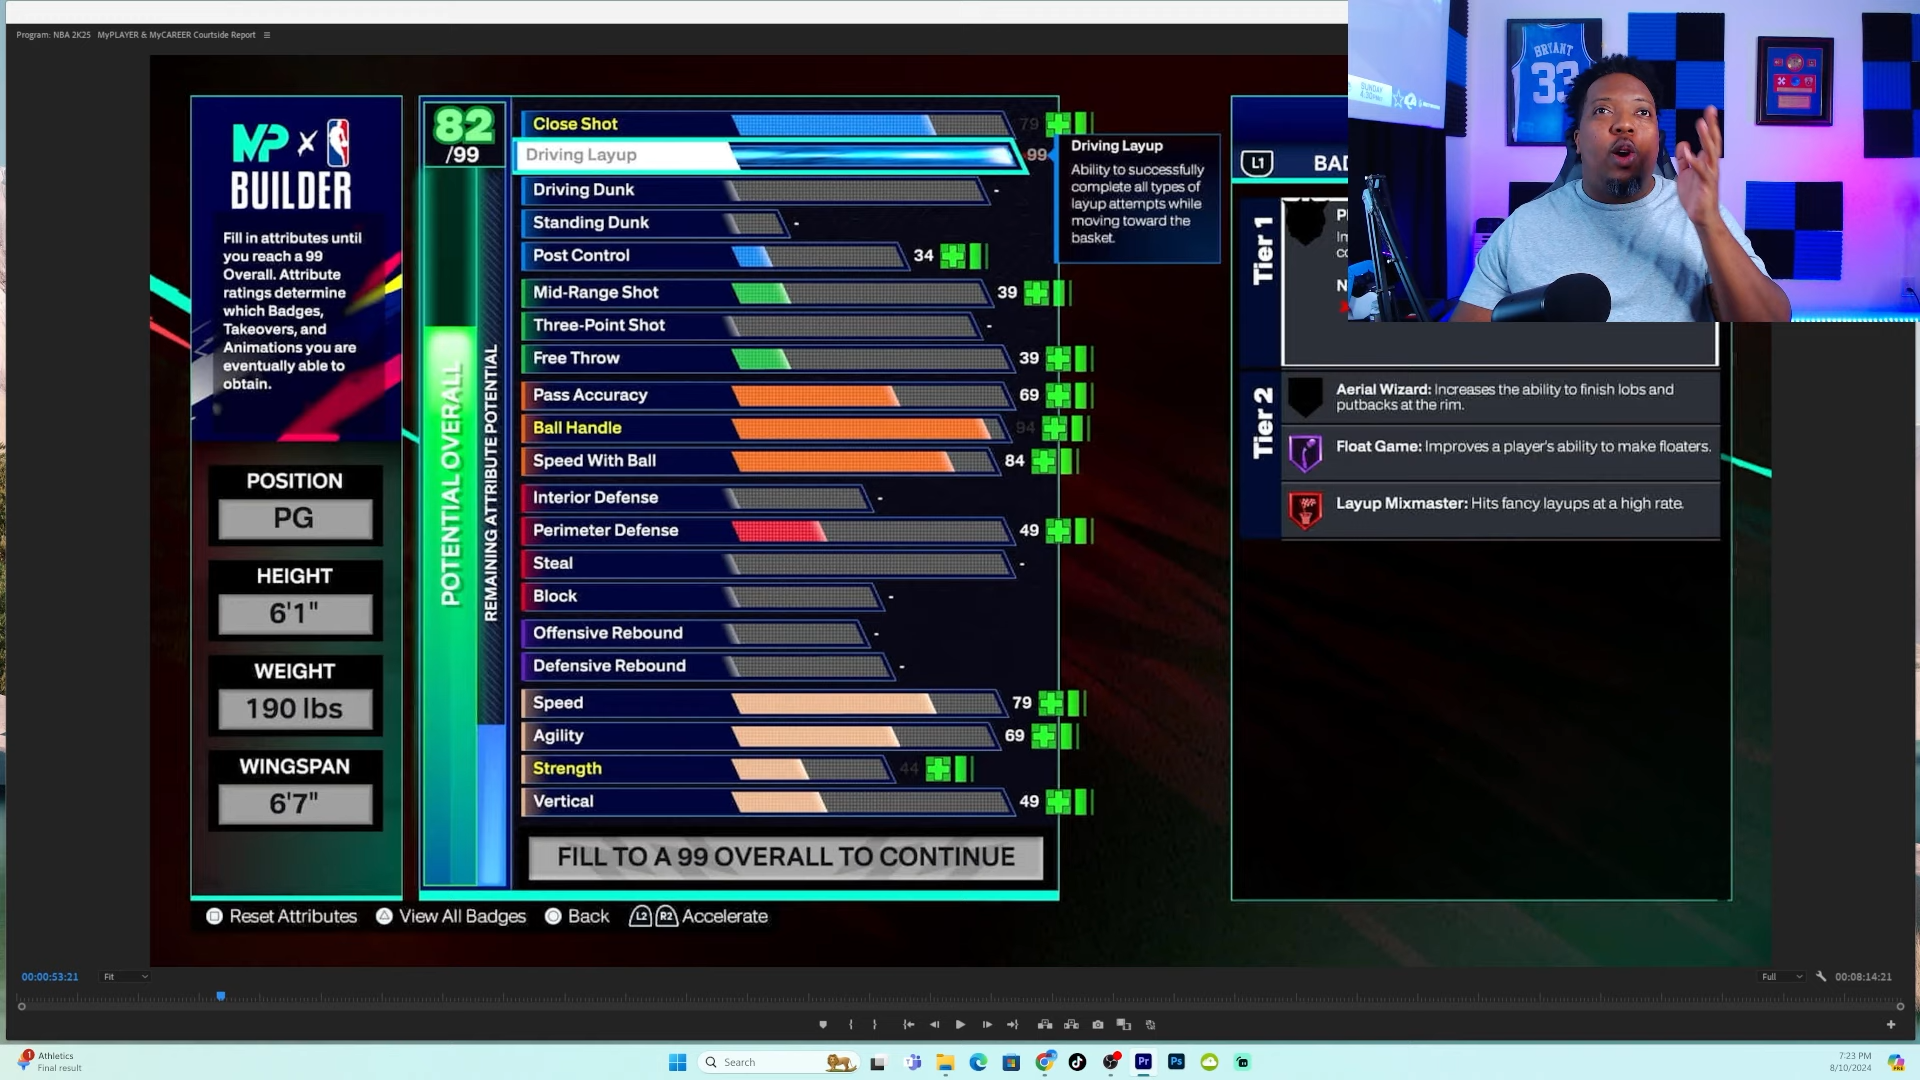 Program: NBA 2K25 MyPLAYER & MyCAREER Courtside Report
MP X NBA
BUILDER
Fill in attributes until
you reach a 99
Overall. Attribute
ratings determine
which Badges,
Takeovers, and
Animations you are
eventually able to
obtain.
POSITION
PG
HEIGHT
6'1"
WEIGHT
190 lbs
WINGSPAN
6'7"
82
/99
POTENTIAL OVERALL
REMAINING ATTRIBUTE POTENTIAL
Close Shot 79
Driving Layup 99
Driving Dunk -
Standing Dunk -
Post Control 34
Mid-Range Shot 39
Three-Point Shot -
Free Throw 39
Pass Accuracy 69
Ball Handle 94
Speed With Ball 84
Interior Defense -
Perimeter Defense 49
Steal -
Block -
Offensive Rebound -
Defensive Rebound -
Speed 79
Agility 69
Strength 44
Vertical 49
FILL TO A 99 OVERALL TO CONTINUE
Reset Attributes View All Badges Back L2 R2 Accelerate
Driving Layup
Ability to successfully
complete all types of
layup attempts while
moving toward the
basket.
L1 BAD
Tier 1
Tier 2
Aerial Wizard: Increases the ability to finish lobs and
putbacks at the rim.
Float Game: Improves a player's ability to make floaters.
Layup Mixmaster: Hits fancy layups at a high rate.
BRYANT
33
SUNDAY
00:00:53:21 Fit
Full 00:08:14:21
Athletics
Final result
Search
Pr
Ps
7:23 PM
8/10/2024